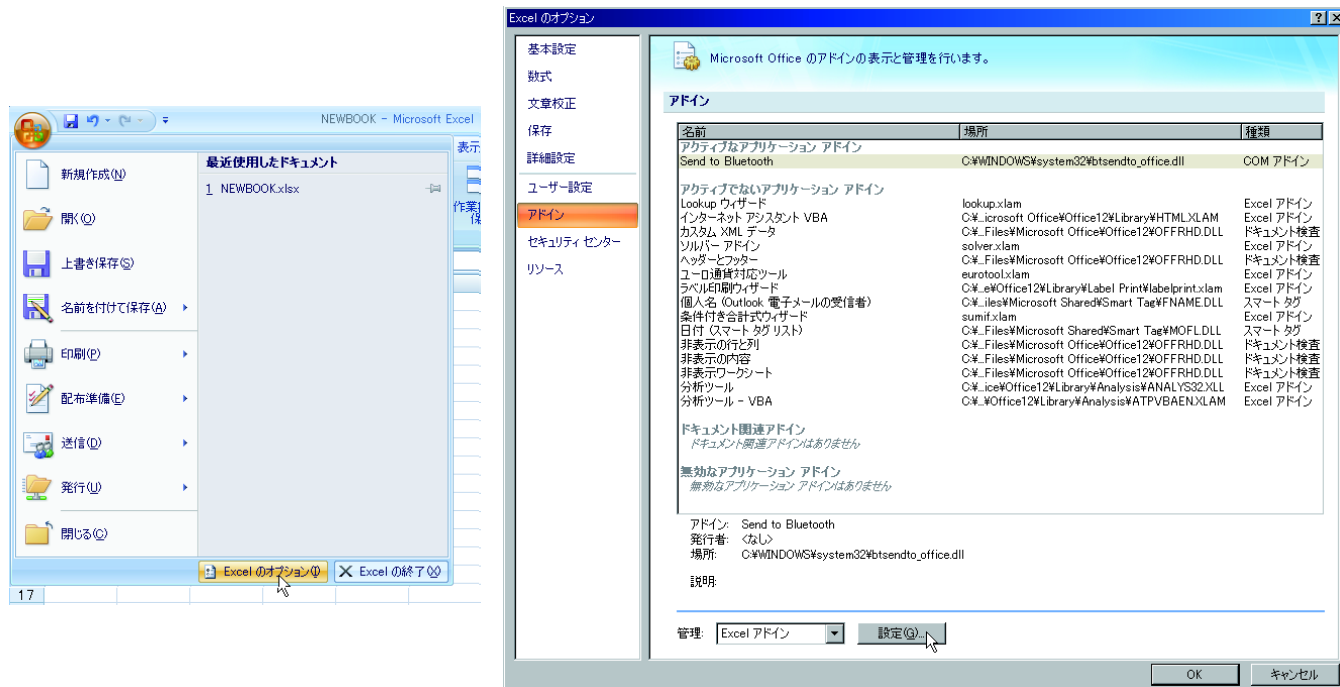 NEWBOOK - Microsoft Excel
表示
新規作成(N)
開く(O)
上書き保存(S)
名前を付けて保存(A)
印刷(P)
配布準備(E)
送信(D)
発行(U)
閉じる(C)
最近使用したドキュメント
1 NEWBOOK.xlsx
Excel のオプション(I)
Excel の終了(X)
17
Excel のオプション
基本設定
数式
文章校正
保存
詳細設定
ユーザー設定
アドイン
セキュリティ センター
リソース
Microsoft Office のアドインの表示と管理を行います。
アドイン
名前 場所 種類
アクティブなアプリケーション アドイン
Send to Bluetooth C:¥WINDOWS¥system32¥btsendto_office.dll COM アドイン
アクティブでないアプリケーション アドイン
Lookup ウィザード lookup.xlam Excel アドイン
インターネット アシスタント VBA C:¥...icrosoft Office¥Office12¥Library¥HTML.XLAM Excel アドイン
カスタム XML データ C:¥...Files¥Microsoft Office¥Office12¥OFFRHD.DLL ドキュメント検査
ソルバー アドイン solver.xlam Excel アドイン
ヘッダーとフッター C:¥...Files¥Microsoft Office¥Office12¥OFFRHD.DLL ドキュメント検査
ユーロ通貨対応ツール eurotool.xlam Excel アドイン
ラベル印刷ウィザード C:¥...e¥Office12¥Library¥Label Print¥labelprint.xlam Excel アドイン
個人名 (Outlook 電子メールの受信者) C:¥...iles¥Microsoft Shared¥Smart Tag¥FNAME.DLL スマート タグ
条件付き合計式ウィザード sumif.xlam Excel アドイン
日付 (スマート タグ リスト) C:¥...Files¥Microsoft Shared¥Smart Tag¥MOFL.DLL スマート タグ
非表示の行と列 C:¥...Files¥Microsoft Office¥Office12¥OFFRHD.DLL ドキュメント検査
非表示の内容 C:¥...Files¥Microsoft Office¥Office12¥OFFRHD.DLL ドキュメント検査
非表示ワークシート C:¥...Files¥Microsoft Office¥Office12¥OFFRHD.DLL ドキュメント検査
分析ツール C:¥...ice¥Office12¥Library¥Analysis¥ANALYS32.XLL Excel アドイン
分析ツール - VBA C:¥...¥Office12¥Library¥Analysis¥ATPVBAEN.XLAM Excel アドイン
ドキュメント関連アドイン
ドキュメント関連アドインはありません
無効なアプリケーション アドイン
無効なアプリケーション アドインはありません
アドイン: Send to Bluetooth
発行者: <なし>
場所: C:¥WINDOWS¥system32¥btsendto_office.dll
説明:
管理: Excel アドイン 設定(G)...
OK キャンセル